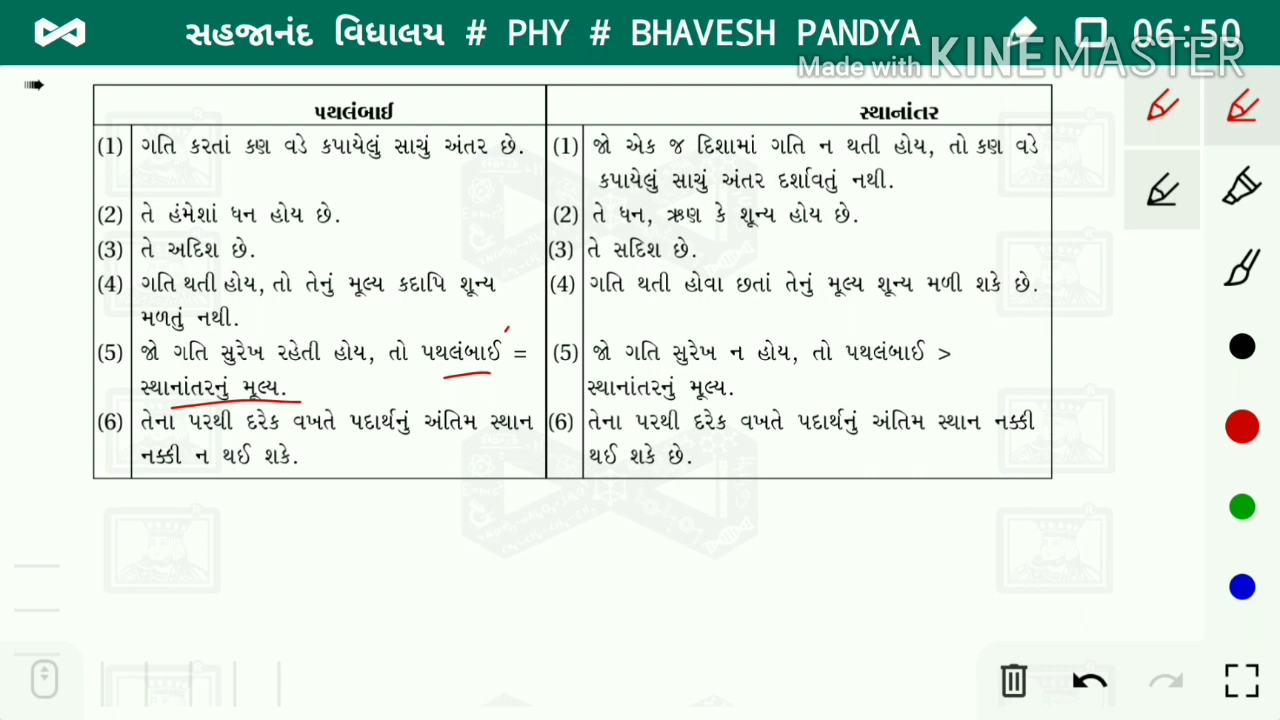 સહજાનંદ વિદ્યાલય # PHY # BHAVESH PANDYA 06:50
Made with KINEMASTER
પથલંબાઈ
(1) ગતિ કરતાં કણ વડે કપાયેલું સાચું અંતર છે.
(2) તે હંમેશાં ધન હોય છે.
(3) તે અદિશ છે.
(4) ગતિ થતી હોય, તો તેનું મૂલ્ય કદાપિ શૂન્ય
મળતું નથી.
(5) જો ગતિ સુરેખ રહેતી હોય, તો પથલંબાઈ =
સ્થાનાંતરનું મૂલ્ય.
(6) તેના પરથી દરેક વખતે પદાર્થનું અંતિમ સ્થાન
નક્કી ન થઈ શકે.
સ્થાનાંતર
(1) જો એક જ દિશામાં ગતિ ન થતી હોય, તો કણ વડે
કપાયેલું સાચું અંતર દર્શાવતું નથી.
(2) તે ધન, ઋણ કે શૂન્ય હોય છે.
(3) તે સદિશ છે.
(4) ગતિ થતી હોવા છતાં તેનું મૂલ્ય શૂન્ય મળી શકે છે.
(5) જો ગતિ સુરેખ ન હોય, તો પથલંબાઈ >
સ્થાનાંતરનું મૂલ્ય.
(6) તેના પરથી દરેક વખતે પદાર્થનું અંતિમ સ્થાન નક્કી
થઈ શકે છે.